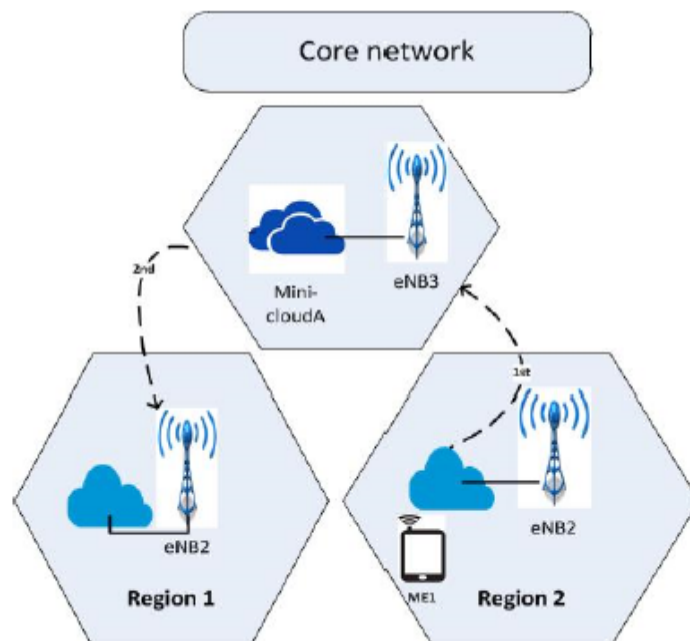 Core network
2nd
Mini-
cloudA
eNB3
1st
eNB2
Region 1
eNB2
ME1
Region 2